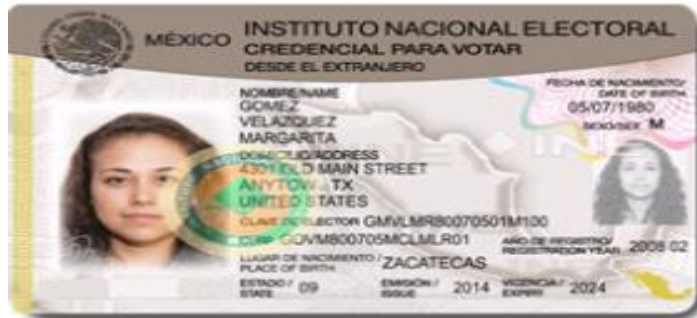 MÉXICO
INSTITUTO NACIONAL ELECTORAL
CREDENCIAL PARA VOTAR
DESDE EL EXTRANJERO
NOMBRE/NAME
GOMEZ
VELAZQUEZ
MARGARITA
FECHA DE NACIMIENTO/
DATE OF BIRTH
05/07/1980
SEXO/SEX M
DOMICILIO/ADDRESS
4301 OLD MAIN STREET
ANYTOWN, TX
UNITED STATES
CLAVE DE ELECTOR GMVLMR80070501M100
CURP GOVM800705MCLMLR01
AÑO DE REGISTRO/
REGISTRATION YEAR 2008 02
LUGAR DE NACIMIENTO /
PLACE OF BIRTH ZACATECAS
ESTADO /
STATE 09
EMISIÓN /
ISSUE 2014
VIGENCIA /
EXPIRY 2024